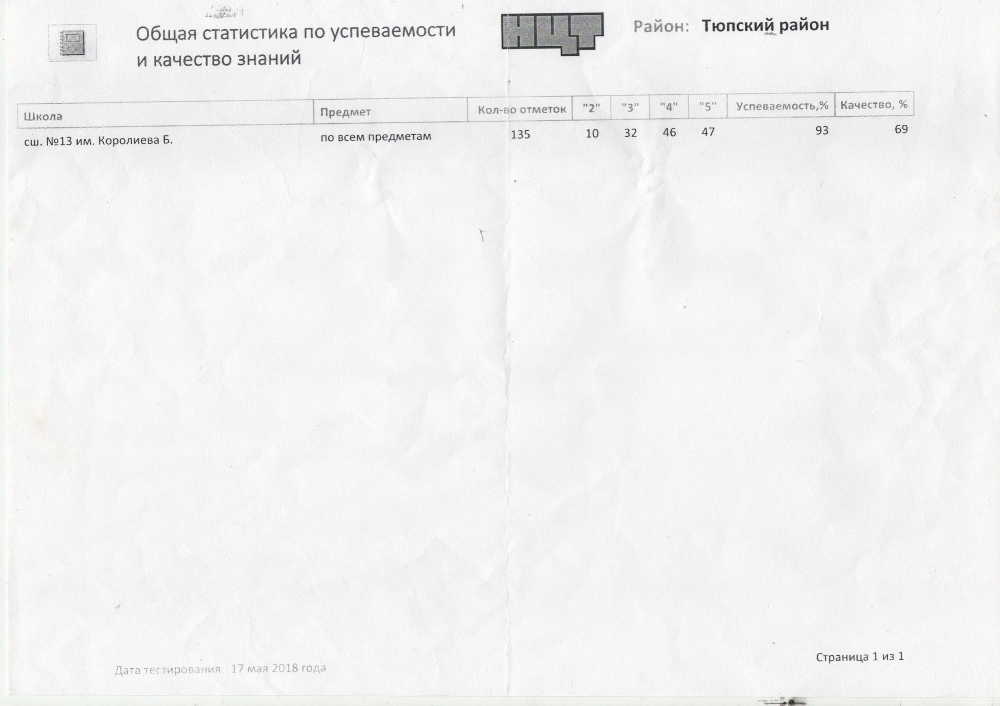 Общая статистика по успеваемости
и качество знаний
НЦТ
Район: Тюпский район
Школа Предмет Кол-во отметок "2" "3" "4" "5" Успеваемость,% Качество, %
сш. №13 им. Королиева Б. по всем предметам 135 10 32 46 47 93 69
Дата тестирования: 17 мая 2018 года
Страница 1 из 1